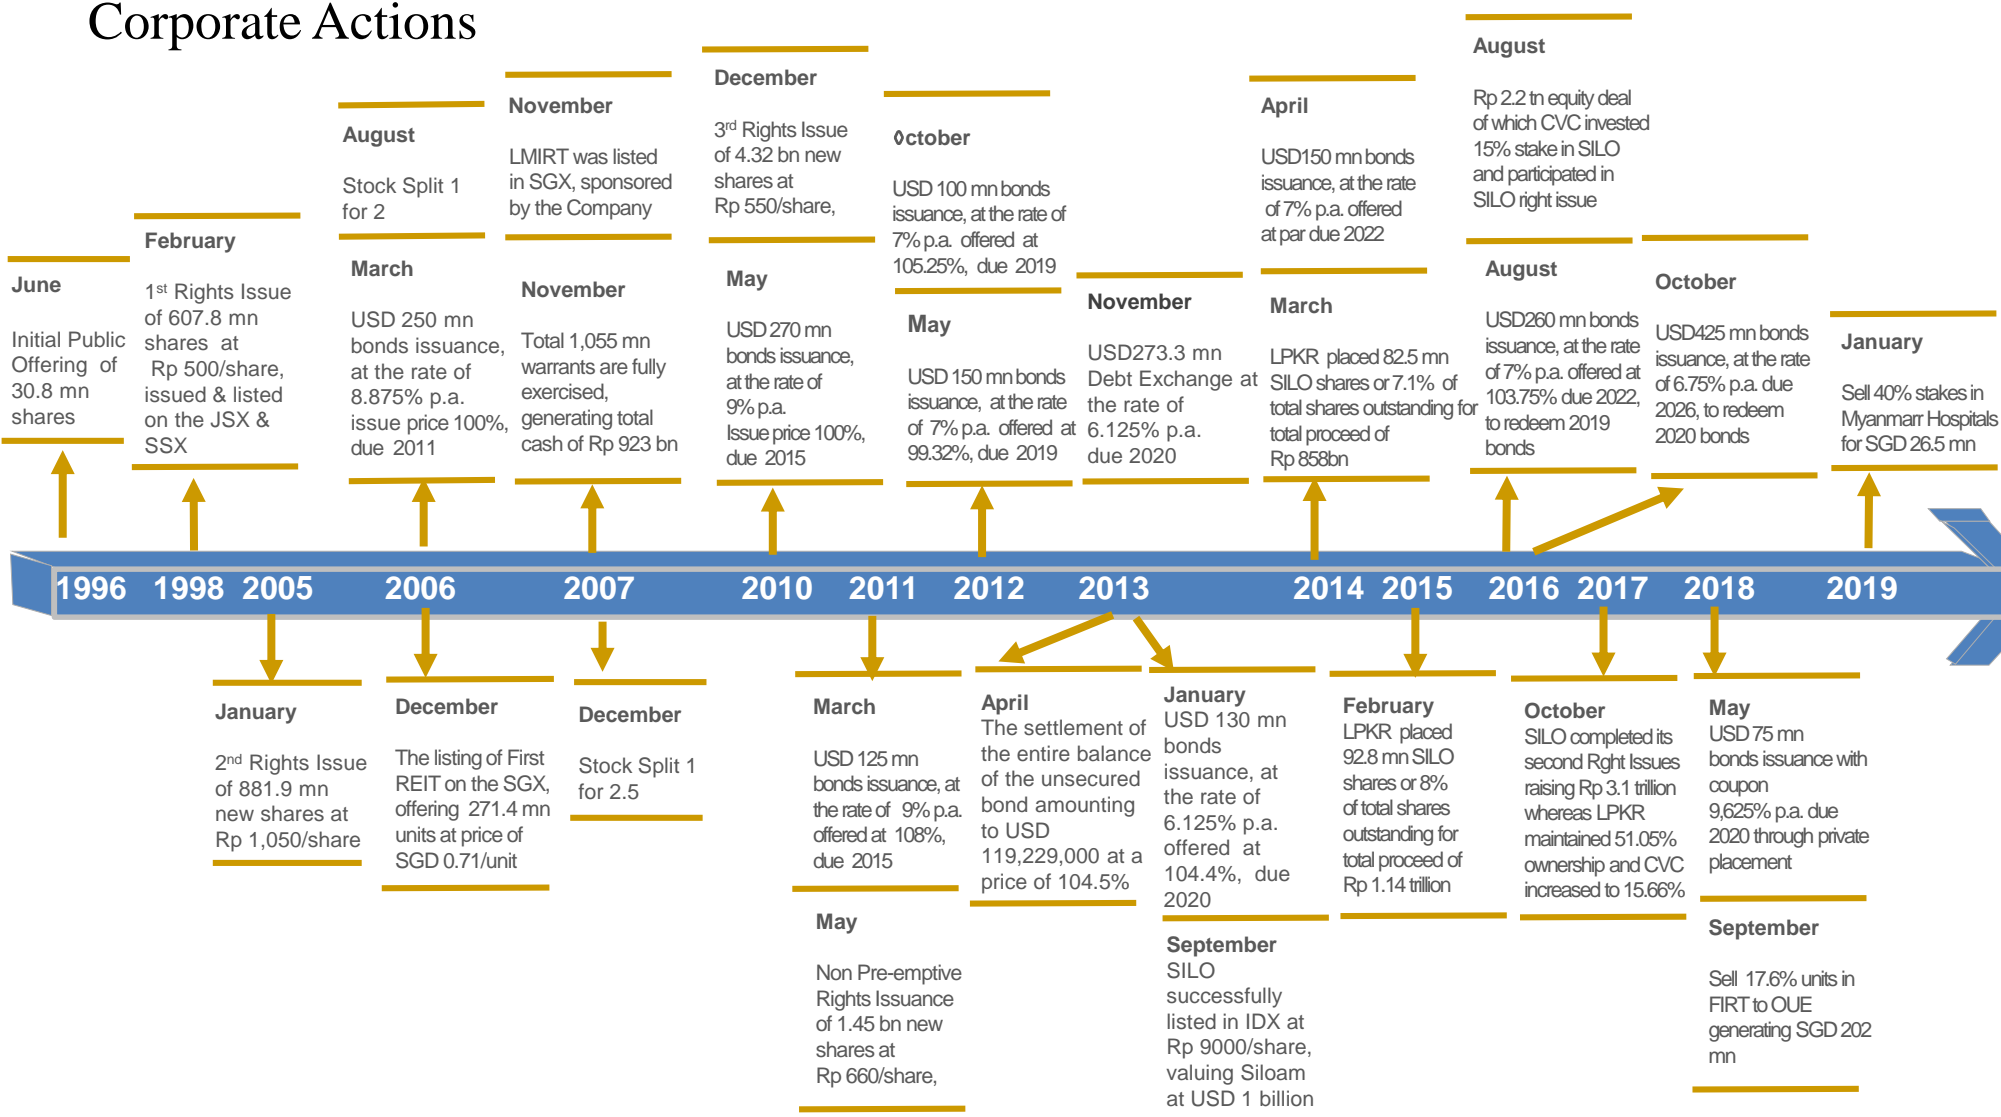 Corporate Actions
June
Initial Public
Offering of
30.8 mn
shares
February
1st Rights Issue
of 607.8 mn
shares at
Rp 500/share,
issued & listed
on the JSX &
SSX
August
Stock Split 1
for 2
March
USD 250 mn
bonds issuance,
at the rate of
8.875% p.a.
issue price 100%,
due 2011
November
LMIRT was listed
in SGX, sponsored
by the Company
November
Total 1,055 mn
warrants are fully
exercised,
generating total
cash of Rp 923 bn
December
3rd Rights Issue
of 4.32 bn new
shares at
Rp 550/share,
May
USD 270 mn
bonds issuance,
at the rate of
9% p.a.
Issue price 100%,
due 2015
◊ctober
USD 100 mn bonds
issuance, at the rate of
7% p.a. offered at
105.25%, due 2019
May
USD 150 mn bonds
issuance, at the rate
of 7% p.a. offered at
99.32%, due 2019
November
USD273.3 mn
Debt Exchange at
the rate of
6.125% p.a.
due 2020
April
USD150 mn bonds
issuance, at the rate
of 7% p.a. offered
at par due 2022
March
LPKR placed 82.5 mn
SILO shares or 7.1% of
total shares outstanding for
total proceed of
Rp 858bn
August
Rp 2.2 tn equity deal
of which CVC invested
15% stake in SILO
and participated in
SILO right issue
August
USD260 mn bonds
issuance, at the rate
of 7% p.a. offered at
103.75% due 2022,
to redeem 2019
bonds
October
USD425 mn bonds
issuance, at the rate
of 6.75% p.a. due
2026, to redeem
2020 bonds
January
Sell 40% stakes in
Myanmarr Hospitals
for SGD 26.5 mn
1996 1998 2005 2006 2007 2010 2011 2012 2013 2014 2015 2016 2017 2018 2019
January
2nd Rights Issue
of 881.9 mn
new shares at
Rp 1,050/share
December
The listing of First
REIT on the SGX,
offering 271.4 mn
units at price of
SGD 0.71/unit
December
Stock Split 1
for 2.5
March
USD 125 mn
bonds issuance, at
the rate of 9% p.a.
offered at 108%,
due 2015
May
Non Pre-emptive
Rights Issuance
of 1.45 bn new
shares at
Rp 660/share,
April
The settlement of
the entire balance
of the unsecured
bond amounting
to USD
119,229,000 at a
price of 104.5%
January
USD 130 mn
bonds
issuance, at
the rate of
6.125% p.a.
offered at
104.4%, due
2020
September
SILO
successfully
listed in IDX at
Rp 9000/share,
valuing Siloam
at USD 1 billion
February
LPKR placed
92.8 mn SILO
shares or 8%
of total shares
outstanding for
total proceed of
Rp 1.14 trillion
October
SILO completed its
second Rght Issues
raising Rp 3.1 trillion
whereas LPKR
maintained 51.05%
ownership and CVC
increased to 15.66%
May
USD 75 mn
bonds issuance with
coupon
9,625% p.a. due
2020 through private
placement
September
Sell 17.6% units in
FIRT to OUE
generating SGD 202
mn